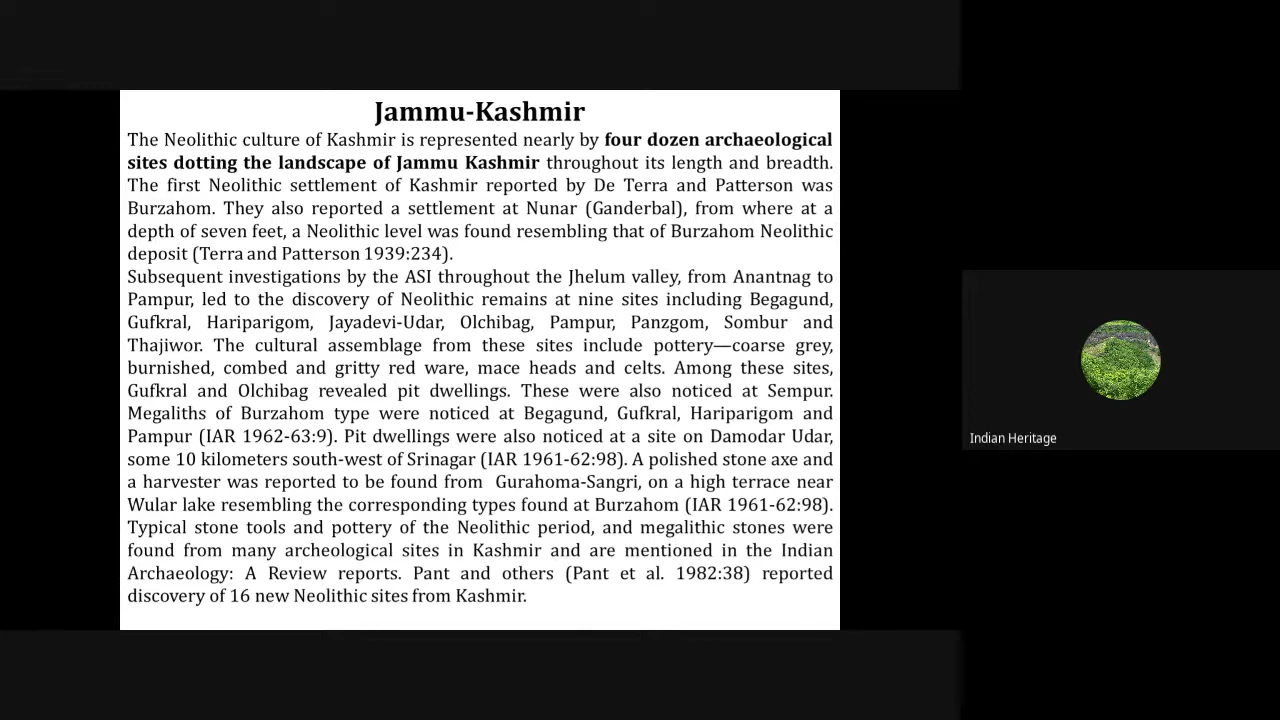 Jammu-Kashmir
The Neolithic culture of Kashmir is represented nearly by four dozen archaeological
sites dotting the landscape of Jammu Kashmir throughout its length and breadth.
The first Neolithic settlement of Kashmir reported by De Terra and Patterson was
Burzahom. They also reported a settlement at Nunar (Ganderbal), from where at a
depth of seven feet, a Neolithic level was found resembling that of Burzahom Neolithic
deposit (Terra and Patterson 1939:234).
Subsequent investigations by the ASI throughout the Jhelum valley, from Anantnag to
Pampur, led to the discovery of Neolithic remains at nine sites including Begagund,
Gufkral, Hariparigom, Jayadevi-Udar, Olchibag, Pampur, Panzgom, Sombur and
Thajiwor. The cultural assemblage from these sites include pottery—coarse grey,
burnished, combed and gritty red ware, mace heads and celts. Among these sites,
Gufkral and Olchibag revealed pit dwellings. These were also noticed at Sempur.
Megaliths of Burzahom type were noticed at Begagund, Gufkral, Hariparigom and
Pampur (IAR 1962-63:9). Pit dwellings were also noticed at a site on Damodar Udar,
some 10 kilometers south-west of Srinagar (IAR 1961-62:98). A polished stone axe and
a harvester was reported to be found from Gurahoma-Sangri, on a high terrace near
Wular lake resembling the corresponding types found at Burzahom (IAR 1961-62:98).
Typical stone tools and pottery of the Neolithic period, and megalithic stones were
found from many archeological sites in Kashmir and are mentioned in the Indian
Archaeology: A Review reports. Pant and others (Pant et al. 1982:38) reported
discovery of 16 new Neolithic sites from Kashmir.
Indian Heritage